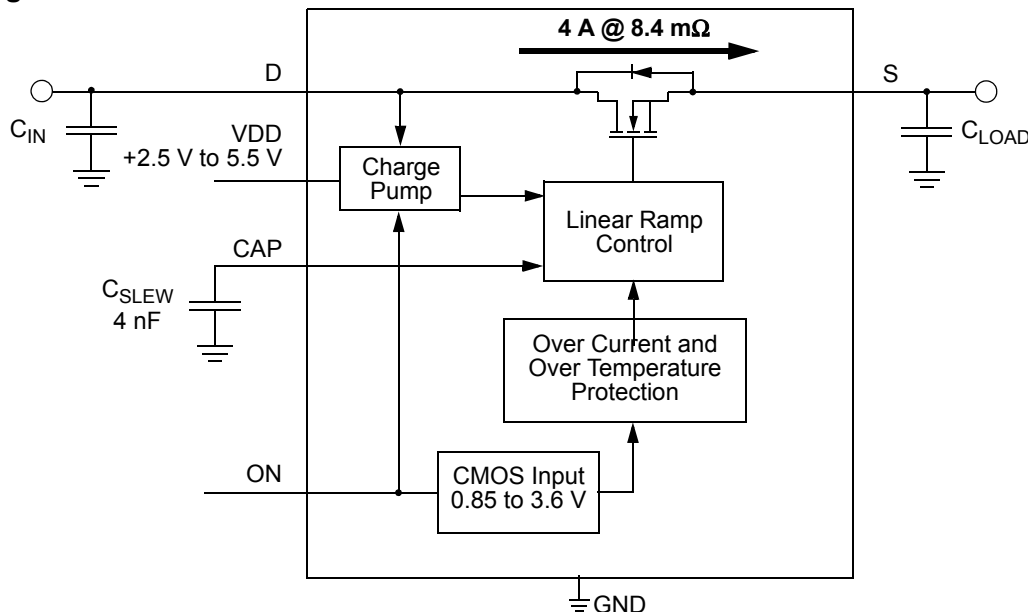 4 A @ 8.4 mΩ
D
S
C_IN
VDD
+2.5 V to 5.5 V
C_LOAD
Charge
Pump
Linear Ramp
Control
CAP
C_SLEW
4 nF
Over Current and
Over Temperature
Protection
ON
CMOS Input
0.85 to 3.6 V
GND